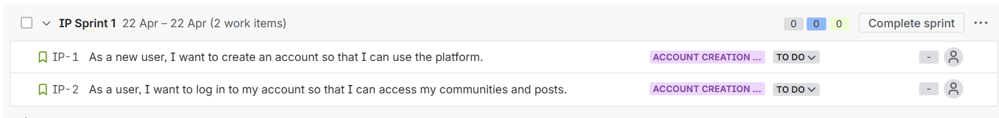 IP Sprint 1 22 Apr – 22 Apr (2 work items) 0 0 0 Complete sprint
IP-1 As a new user, I want to create an account so that I can use the platform. ACCOUNT CREATION ... TO DO -
IP-2 As a user, I want to log in to my account so that I can access my communities and posts. ACCOUNT CREATION ... TO DO -